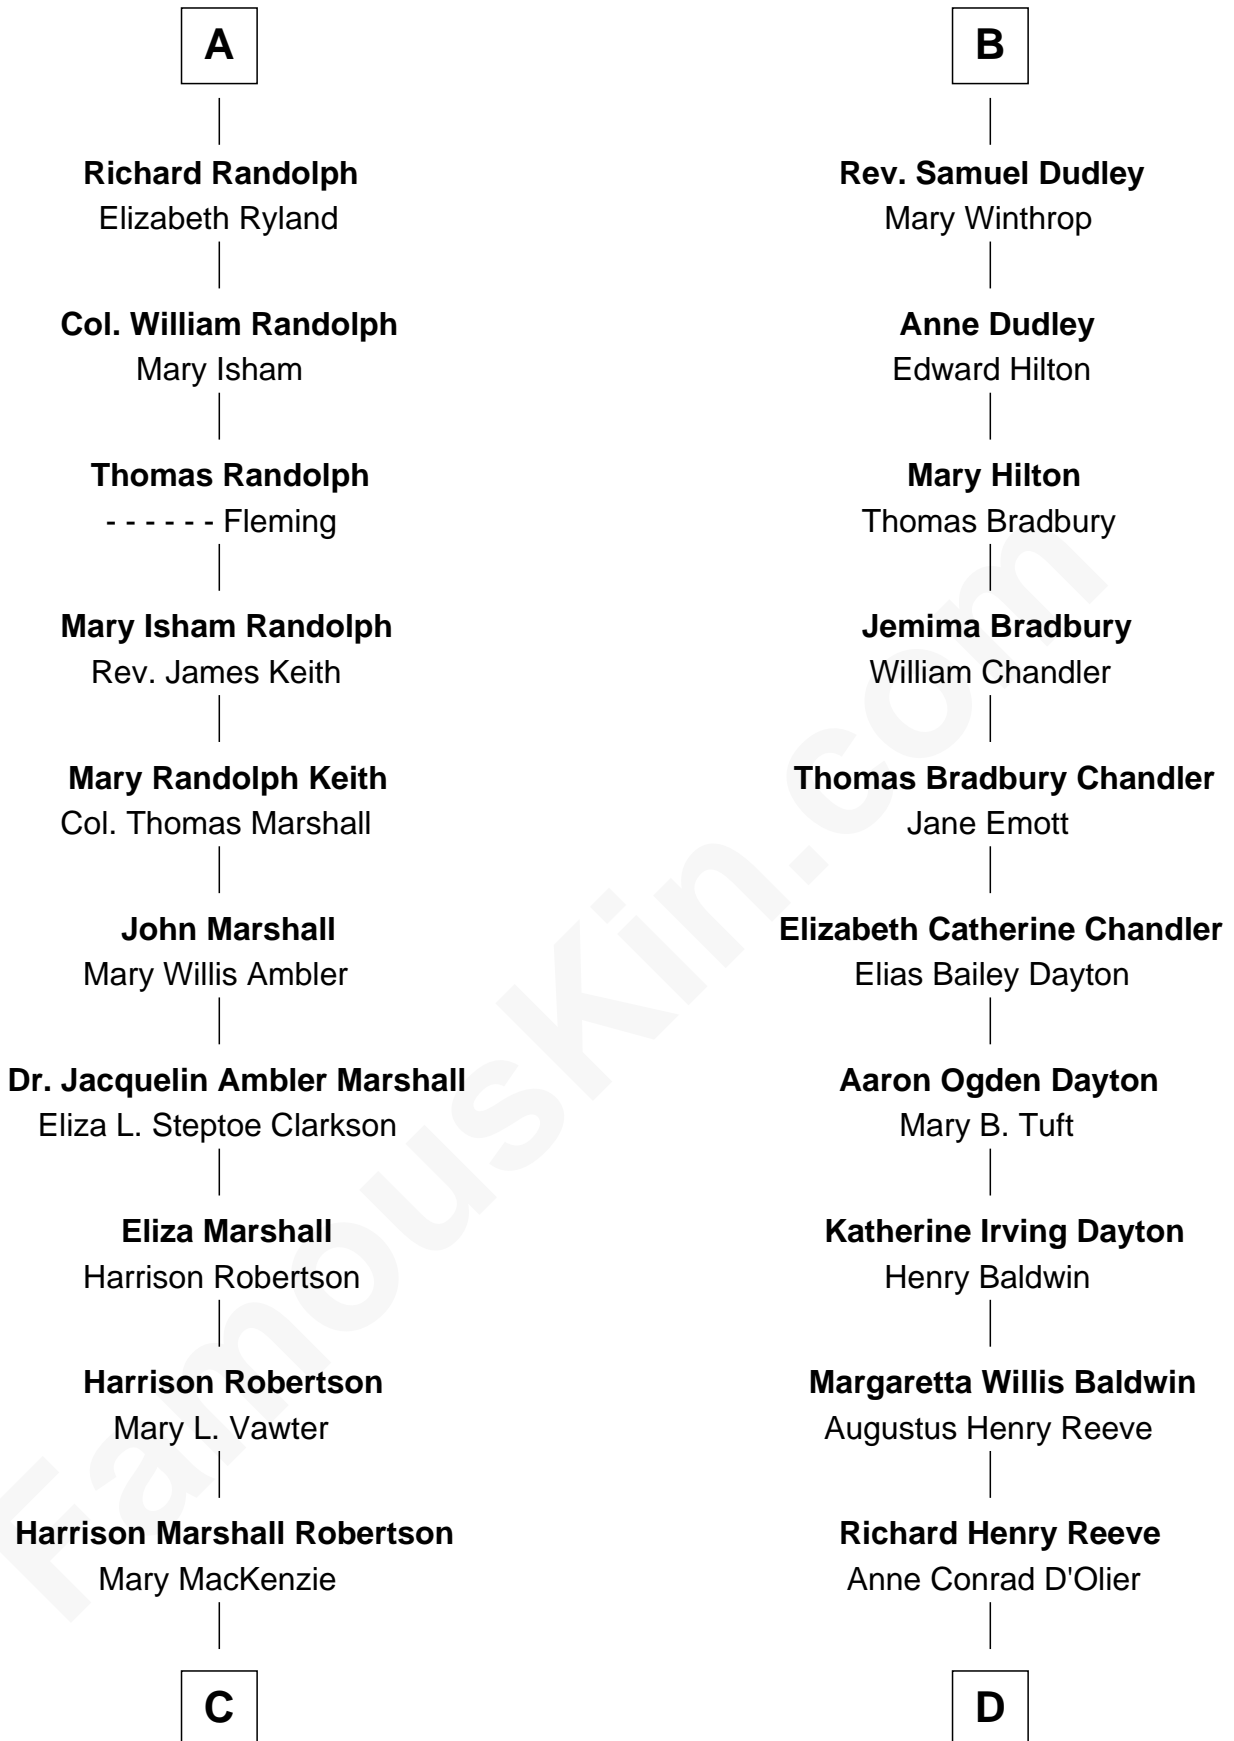 A
Richard Randolph
Elizabeth Ryland
Col. William Randolph
Mary Isham
Thomas Randolph
- - - - - - Fleming
Mary Isham Randolph
Rev. James Keith
Mary Randolph Keith
Col. Thomas Marshall
John Marshall
Mary Willis Ambler
Dr. Jacquelin Ambler Marshall
Eliza L. Steptoe Clarkson
Eliza Marshall
Harrison Robertson
Harrison Robertson
Mary L. Vawter
Harrison Marshall Robertson
Mary MacKenzie
C
B
Rev. Samuel Dudley
Mary Winthrop
Anne Dudley
Edward Hilton
Mary Hilton
Thomas Bradbury
Jemima Bradbury
William Chandler
Thomas Bradbury Chandler
Jane Emott
Elizabeth Catherine Chandler
Elias Bailey Dayton
Aaron Ogden Dayton
Mary B. Tuft
Katherine Irving Dayton
Henry Baldwin
Margaretta Willis Baldwin
Augustus Henry Reeve
Richard Henry Reeve
Anne Conrad D'Olier
D
FamousKin.com